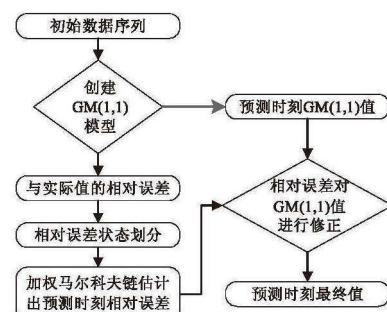 初始数据序列
创建
GM(1,1)
模型
与实际值的相对误差
相对误差状态划分
加权马尔科夫链估计
出预测时刻相对误差
预测时刻GM(1,1)值
相对误差对
GM(1,1)值
进行修正
预测时刻最终值